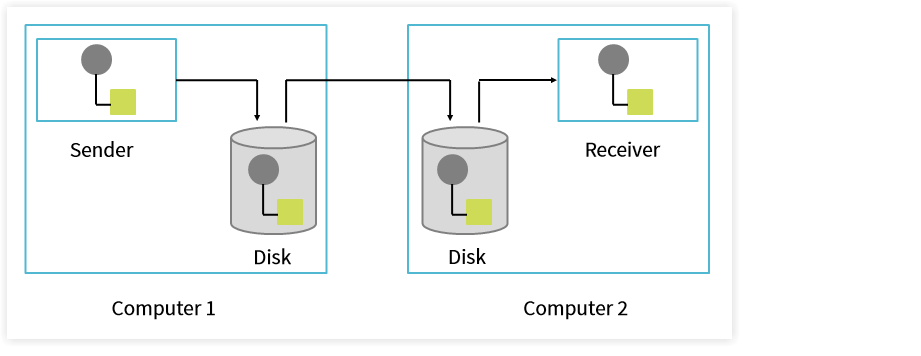 Sender
Receiver
Disk
Disk
Computer 1
Computer 2